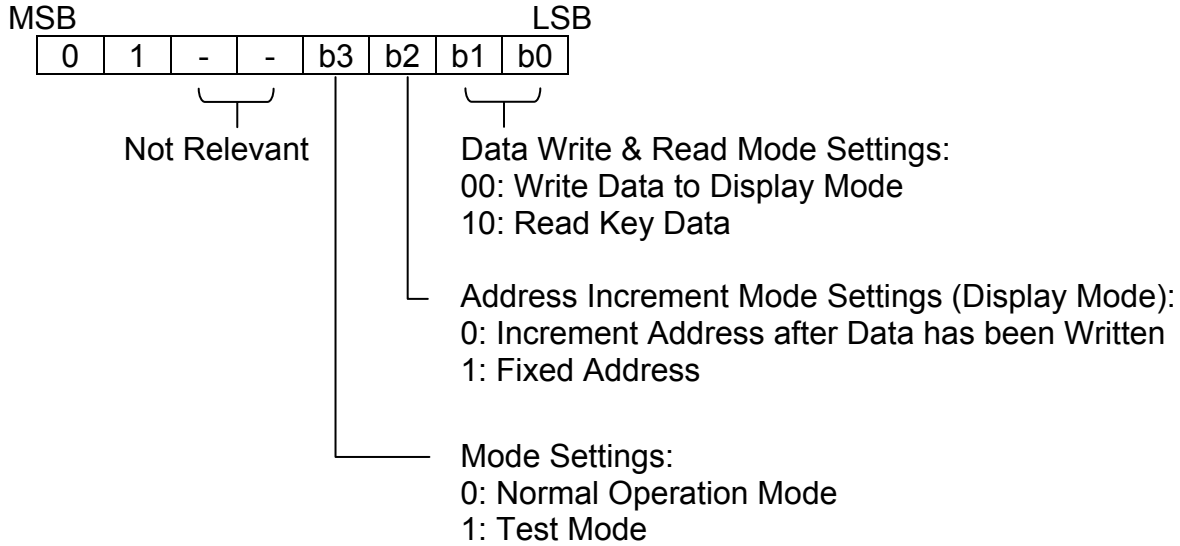 MSB LSB
0 1 - - b3 b2 b1 b0
Not Relevant
Data Write & Read Mode Settings:
00: Write Data to Display Mode
10: Read Key Data
Address Increment Mode Settings (Display Mode):
0: Increment Address after Data has been Written
1: Fixed Address
Mode Settings:
0: Normal Operation Mode
1: Test Mode